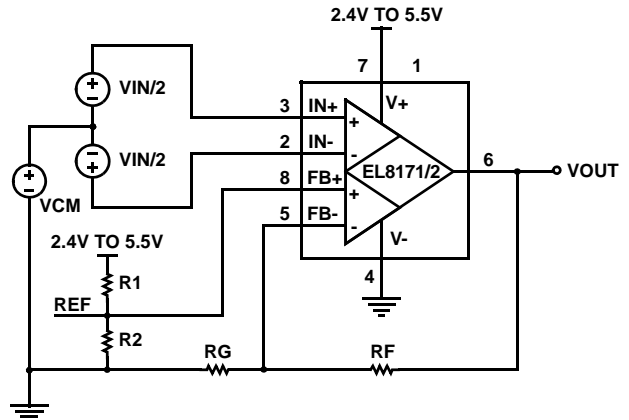 2.4V TO 5.5V
7 1
VIN/2
3 IN+ V+
+
-
2 IN-
+
-
VIN/2
EL8171/2
6
VOUT
8 FB+
+
-
VCM
5 FB-
+
-
2.4V TO 5.5V
V-
4
R1
REF
R2
RG
RF